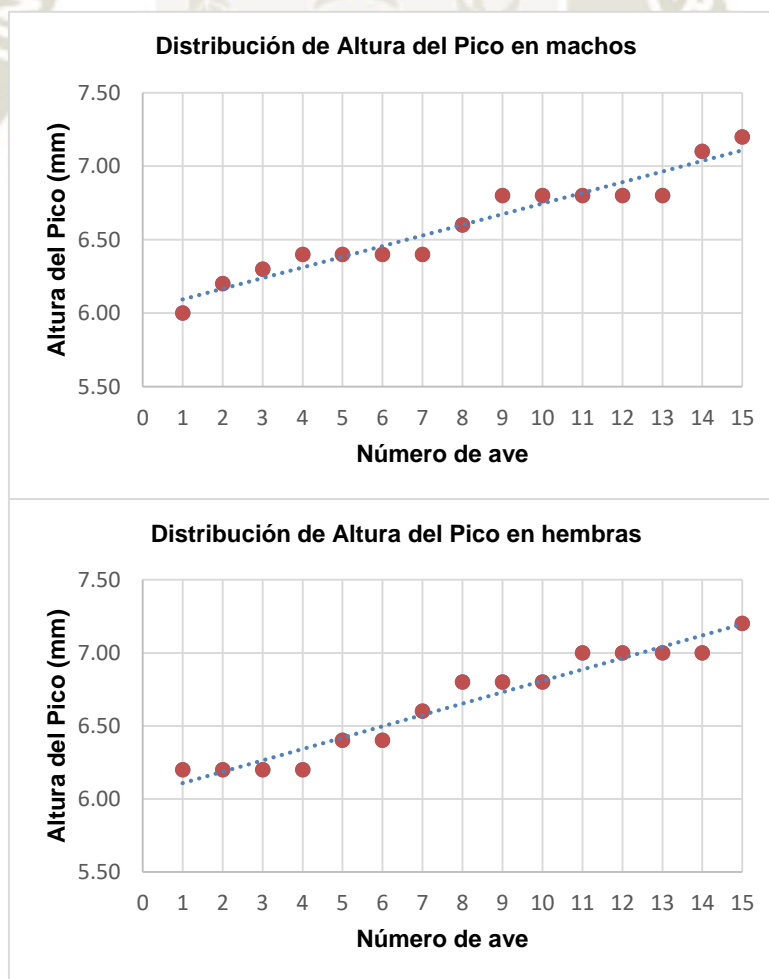 Distribución de Altura del Pico en machos
Altura del Pico (mm)
7.50
7.00
6.50
6.00
5.50
0 1 2 3 4 5 6 7 8 9 10 11 12 13 14 15
Número de ave
Distribución de Altura del Pico en hembras
Altura del Pico (mm)
7.50
7.00
6.50
6.00
5.50
0 1 2 3 4 5 6 7 8 9 10 11 12 13 14 15
Número de ave